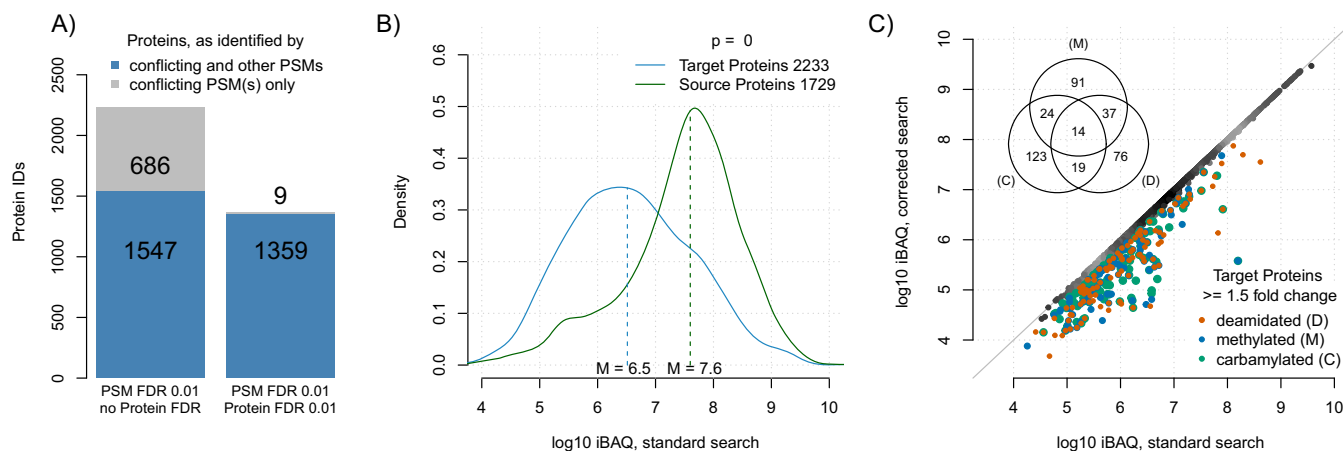 A)
Proteins, as identified by
conflicting and other PSMs
conflicting PSM(s) only
Protein IDs
0
500
1000
1500
2000
2500
686
1547
9
1359
PSM FDR 0.01
no Protein FDR
PSM FDR 0.01
Protein FDR 0.01
B)
p = 0
Target Proteins 2233
Source Proteins 1729
Density
0.0
0.1
0.2
0.3
0.4
0.5
0.6
M = 6.5
M = 7.6
4 5 6 7 8 9 10
log10 iBAQ, standard search
C)
log10 iBAQ, corrected search
4
5
6
7
8
9
10
(M)
91
24
37
14
123
76
19
(C)
(D)
Target Proteins
>= 1.5 fold change
deamidated (D)
methylated (M)
carbamylated (C)
4 5 6 7 8 9 10
log10 iBAQ, standard search